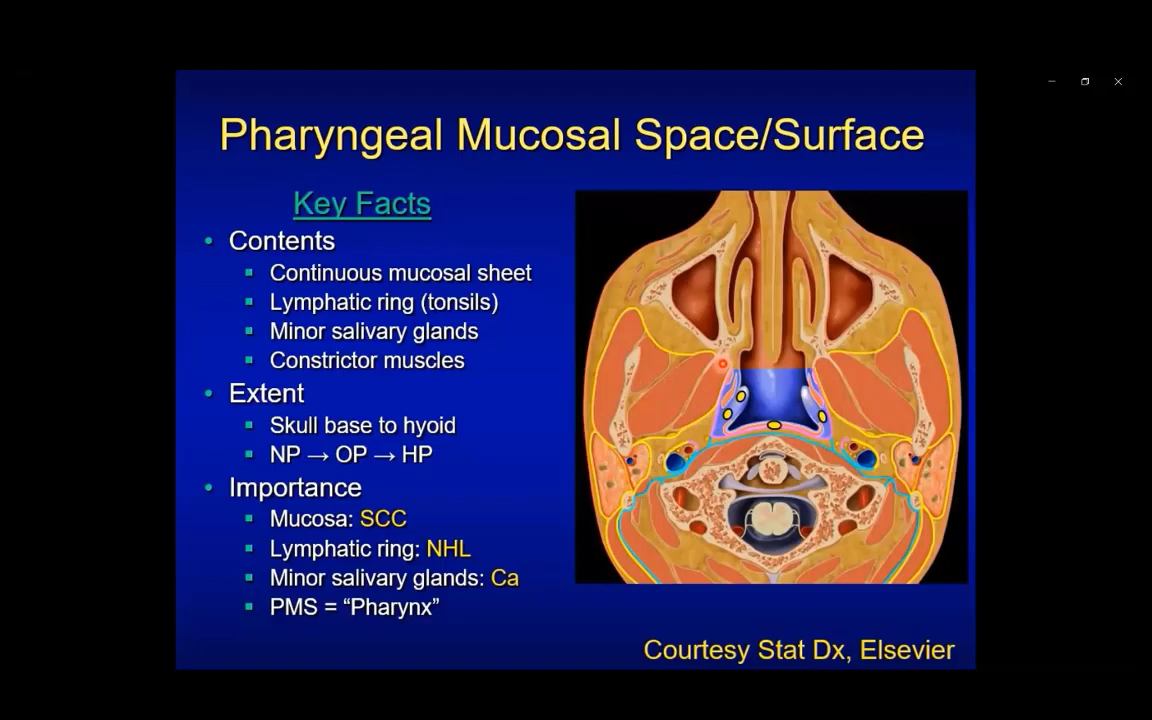 Pharyngeal Mucosal Space/Surface
Key Facts
• Contents
▪ Continuous mucosal sheet
▪ Lymphatic ring (tonsils)
▪ Minor salivary glands
▪ Constrictor muscles
• Extent
▪ Skull base to hyoid
▪ NP → OP → HP
• Importance
▪ Mucosa: SCC
▪ Lymphatic ring: NHL
▪ Minor salivary glands: Ca
▪ PMS = “Pharynx”
Courtesy Stat Dx, Elsevier